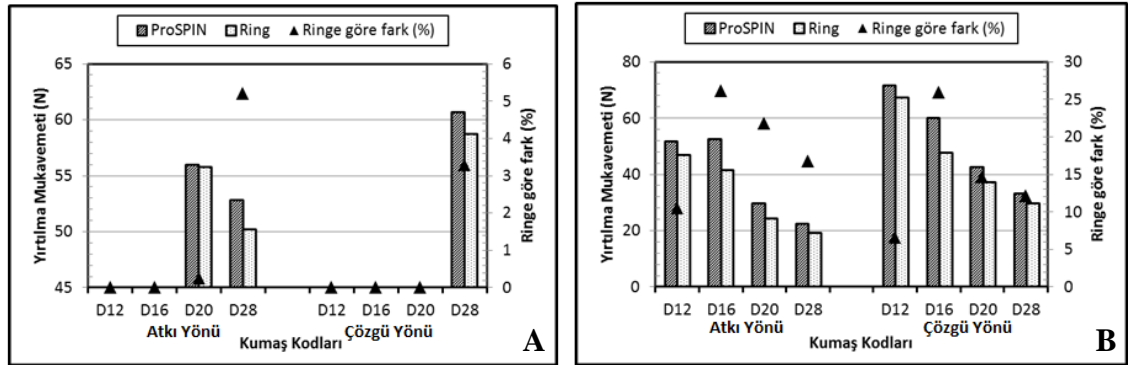 ProSPIN Ring Ringe göre fark (%)
Yırtılma Mukavemeti (N)
65
60
55
50
45
Ringe göre fark (%)
6
5
4
3
2
1
0
D12 D16 D20 D28 D12 D16 D20 D28
Atkı Yönü Çözgü Yönü
Kumaş Kodları
A
ProSPIN Ring Ringe göre fark (%)
Yırtılma Mukavemeti (N)
80
60
40
20
0
Ringe göre fark (%)
30
25
20
15
10
5
0
D12 D16 D20 D28 D12 D16 D20 D28
Atkı Yönü Çözgü Yönü
Kumaş Kodları
B